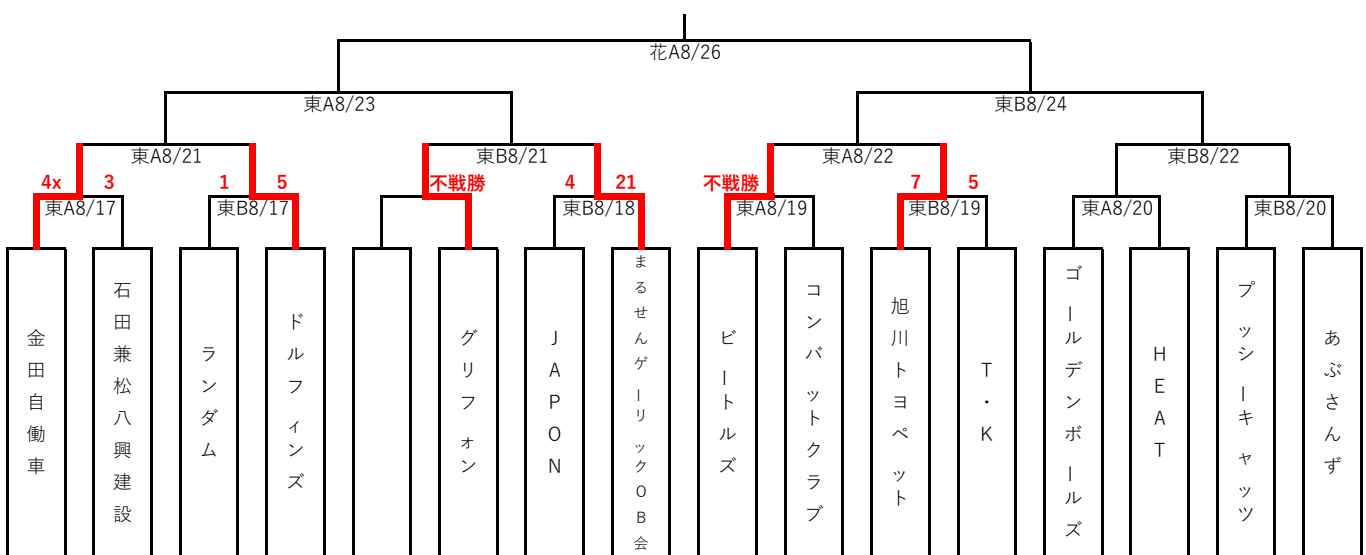 花A8/26
東A8/23
東B8/24
東A8/21
東B8/21
東A8/22
東B8/22
4x
3
1
5
不戦勝
4
21
不戦勝
7
5
東A8/17
東B8/17
東B8/18
東A8/19
東B8/19
東A8/20
東B8/20
金田自働車
石田兼松八興建設
ランダム
ドルフィンズ
グリフォン
JAPON
まるせんゲーリックOB会
ビートルズ
コンバットクラブ
旭川トヨペット
T・K
ゴールデンボールズ
HEAT
プッシーキャッツ
あぶさんず